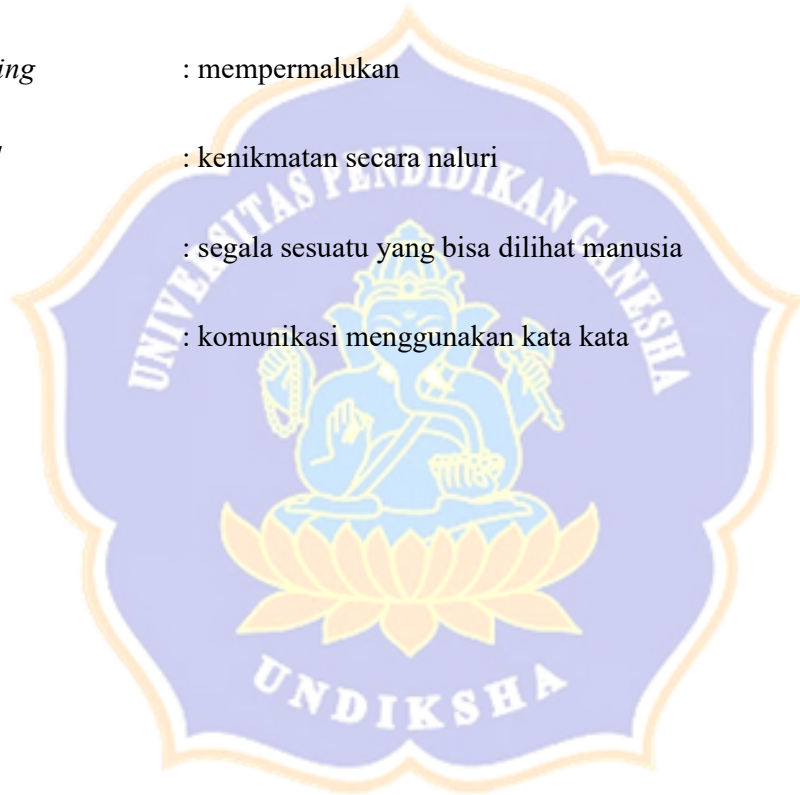 ing : mempermalukan
: kenikmatan secara naluri
: segala sesuatu yang bisa dilihat manusia
: komunikasi menggunakan kata kata
UNIVERSITAS PENDIDIKAN GANESHA
UNDIKSHA